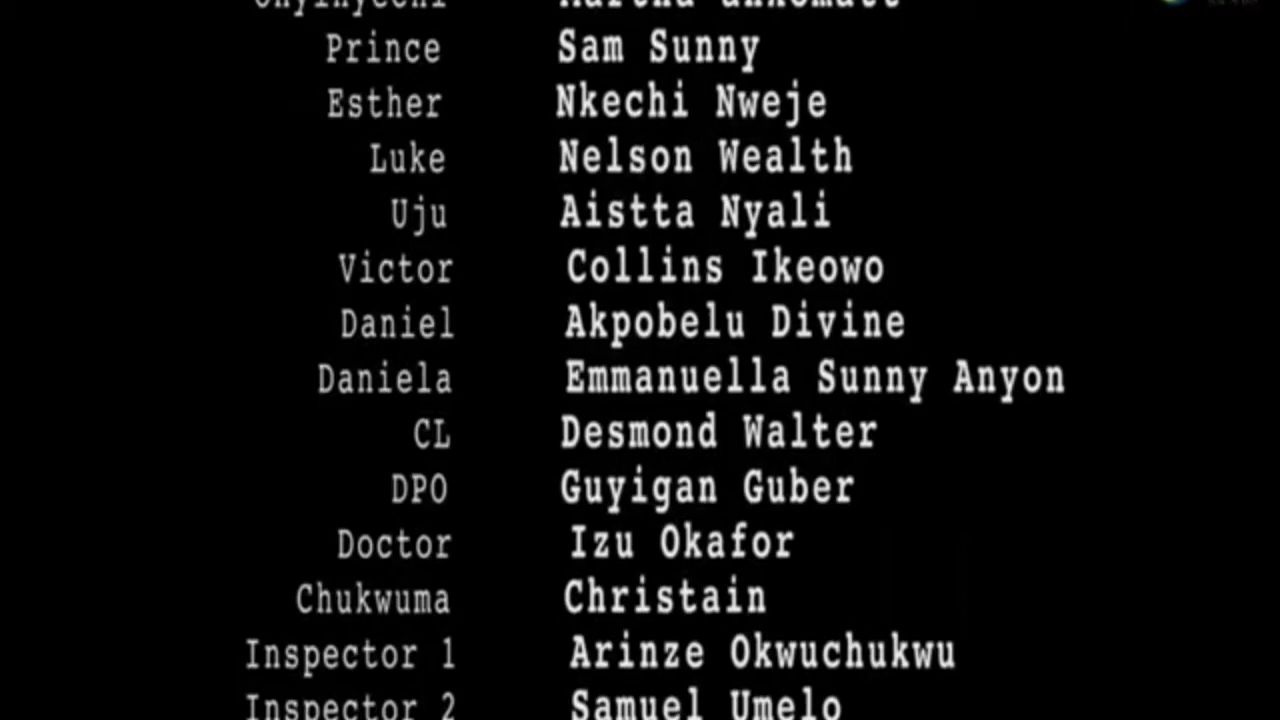 Prince Sam Sunny
Esther Nkechi Nweje
Luke Nelson Wealth
Uju Aistta Nyali
Victor Collins Ikeowo
Daniel Akpobelu Divine
Daniela Emmanuella Sunny Anyon
CL Desmond Walter
DPO Guyigan Guber
Doctor Izu Okafor
Chukwuma Christain
Inspector 1 Arinze Okwuchukwu
Inspector 2 Samuel Umelo